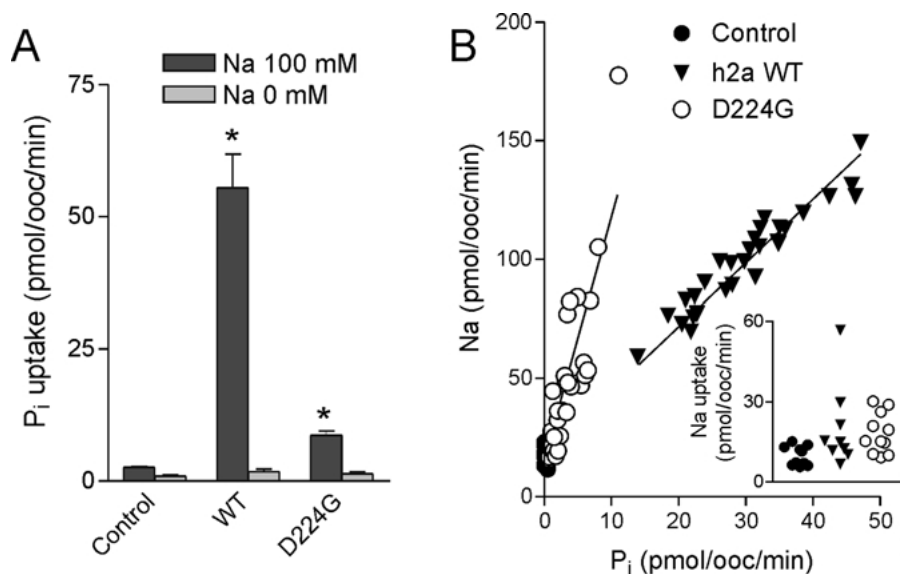 A
Na 100 mM
Na 0 mM
Pi uptake (pmol/ooc/min)
75
50
25
0
*
*
Control
WT
D224G
B
Control
h2a WT
D224G
Na (pmol/ooc/min)
200
150
100
50
0
Na uptake
(pmol/ooc/min)
60
30
0
0
10
20
30
40
50
Pi (pmol/ooc/min)